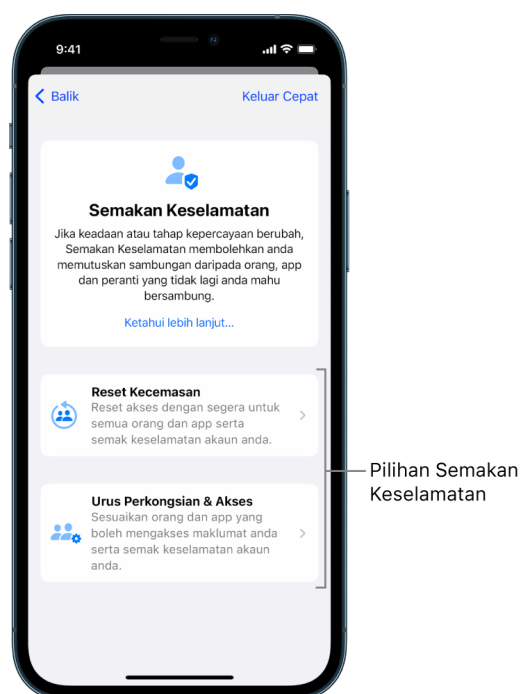 9:41
Balik
Keluar Cepat
Semakan Keselamatan
Jika keadaan atau tahap kepercayaan berubah,
Semakan Keselamatan membolehkan anda
memutuskan sambungan daripada orang, app
dan peranti yang tidak lagi anda mahu
bersambung.
Ketahui lebih lanjut...
Reset Kecemasan
Reset akses dengan segera untuk
semua orang dan app serta
semak keselamatan akaun anda.
Pilihan Semakan
Keselamatan
Urus Perkongsian & Akses
Sesuaikan orang dan app yang
boleh mengakses maklumat anda
serta semak keselamatan akaun
anda.